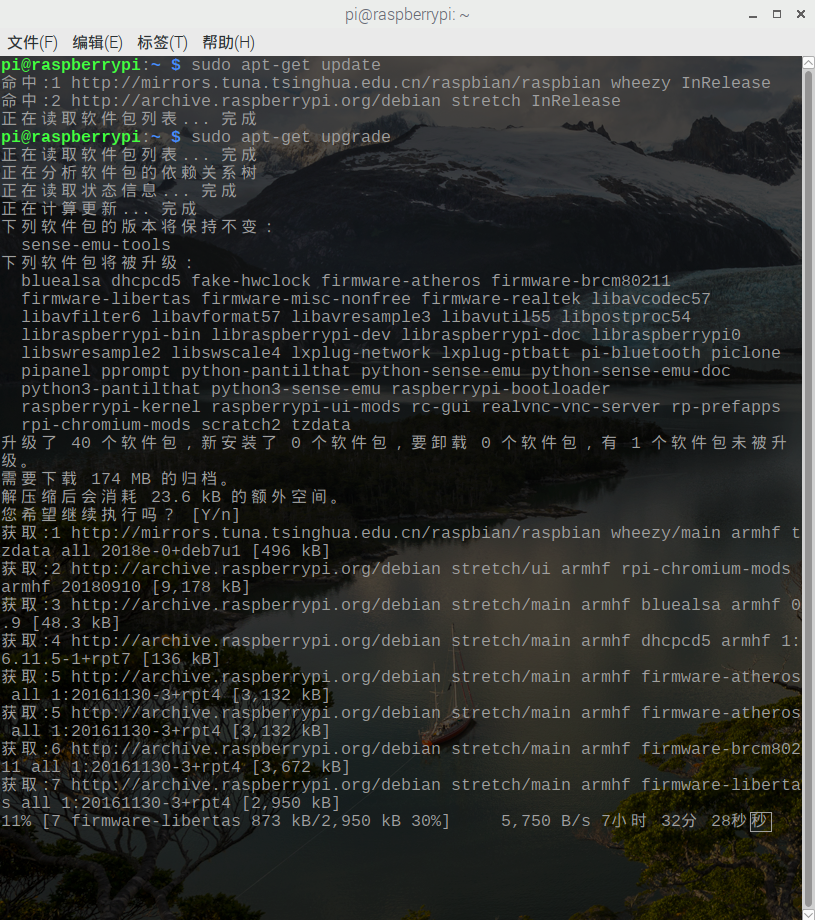 pi@raspberrypi: ~
文件(F) 编辑(E) 标签(T) 帮助(H)
pi@raspberrypi:~ $ sudo apt-get update
命中:1 http://mirrors.tuna.tsinghua.edu.cn/raspbian/raspbian wheezy InRelease
命中:2 http://archive.raspberrypi.org/debian stretch InRelease
正在读取软件包列表... 完成
pi@raspberrypi:~ $ sudo apt-get upgrade
正在读取软件包列表... 完成
正在分析软件包的依赖关系树
正在读取状态信息... 完成
正在计算更新... 完成
下列软件包的版本将保持不变：
  sense-emu-tools
下列软件包将被升级：
  bluealsa dhcpcd5 fake-hwclock firmware-atheros firmware-brcm80211
  firmware-libertas firmware-misc-nonfree firmware-realtek libavcodec57
  libavfilter6 libavformat57 libavresample3 libavutil55 libpostproc54
  libraspberrypi-bin libraspberrypi-dev libraspberrypi-doc libraspberrypi0
  libswresample2 libswscale4 lxplug-network lxplug-ptbatt pi-bluetooth piclone
  pipanel pprompt python-pantilthat python-sense-emu python-sense-emu-doc
  python3-pantilthat python3-sense-emu raspberrypi-bootloader
  raspberrypi-kernel raspberrypi-ui-mods rc-gui realvnc-vnc-server rp-prefapps
  rpi-chromium-mods scratch2 tzdata
升级了 40 个软件包，新安装了 0 个软件包，要卸载 0 个软件包，有 1 个软件包未被升
级。
需要下载 174 MB 的归档。
解压缩后会消耗 23.6 kB 的额外空间。
您希望继续执行吗？ [Y/n]
获取:1 http://mirrors.tuna.tsinghua.edu.cn/raspbian/raspbian wheezy/main armhf t
zdata all 2018e-0+deb7u1 [496 kB]
获取:2 http://archive.raspberrypi.org/debian stretch/ui armhf rpi-chromium-mods
armhf 20180910 [9,178 kB]
获取:3 http://archive.raspberrypi.org/debian stretch/main armhf bluealsa armhf 0
.9 [48.3 kB]
获取:4 http://archive.raspberrypi.org/debian stretch/main armhf dhcpcd5 armhf 1:
6.11.5-1+rpt7 [136 kB]
获取:5 http://archive.raspberrypi.org/debian stretch/main armhf firmware-atheros
 all 1:20161130-3+rpt4 [3,132 kB]
获取:5 http://archive.raspberrypi.org/debian stretch/main armhf firmware-atheros
 all 1:20161130-3+rpt4 [3,132 kB]
获取:6 http://archive.raspberrypi.org/debian stretch/main armhf firmware-brcm802
11 all 1:20161130-3+rpt4 [3,672 kB]
获取:7 http://archive.raspberrypi.org/debian stretch/main armhf firmware-liberta
s all 1:20161130-3+rpt4 [2,950 kB]
11% [7 firmware-libertas 873 kB/2,950 kB 30%]     5,750 B/s 7小时 32分 28秒秒